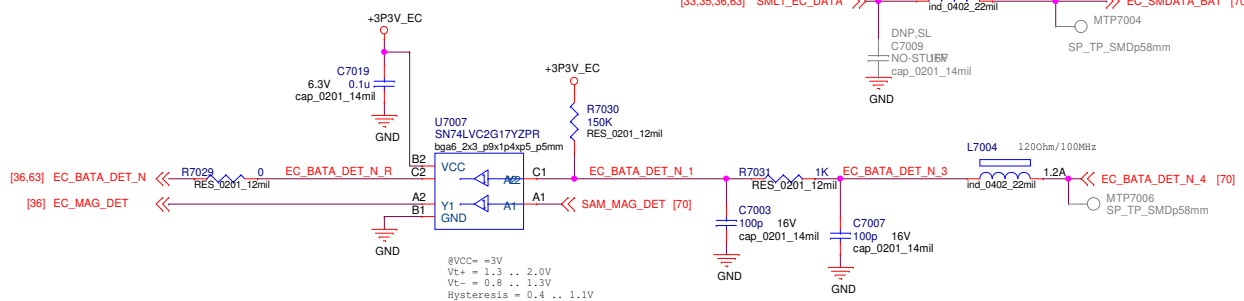 [33,35,36,63] SMLT_EC_DATA
ind_0402_22mil
EC_SMDATA_BAT [70
MTP7004
SP_TP_SMDp58mm
DNP,SL
C7009
NO-STUFF
cap_0201_14mil
GND
+3P3V_EC
C7019
6.3V 0.1u
cap_0201_14mil
GND
+3P3V_EC
R7030
150K
RES_0201_12mil
U7007
SN74LVC2G17YZPR
bga6_2x3_p9x1p4xp5_p5mm
B2 VCC
C2
C1
A2 Y1
A1 A1
B1 GND
GND
[36,63] EC_BATA_DET_N
R7029 0
RES_0201_12mil
EC_BATA_DET_N_R
[36] EC_MAG_DET
SAM_MAG_DET [70]
EC_BATA_DET_N_1
R7031 1K
RES_0201_12mil
EC_BATA_DET_N_3
L7004 120Ohm/100MHz
1.2A
ind_0402_22mil
EC_BATA_DET_N_4 [70]
MTP7006
SP_TP_SMDp58mm
C7003
100p 16V
cap_0201_14mil
GND
C7007
100p 16V
cap_0201_14mil
GND
@VCC= =3V
Vt+ = 1.3 .. 2.0V
Vt- = 0.8 .. 1.3V
Hysteresis = 0.4 .. 1.1V